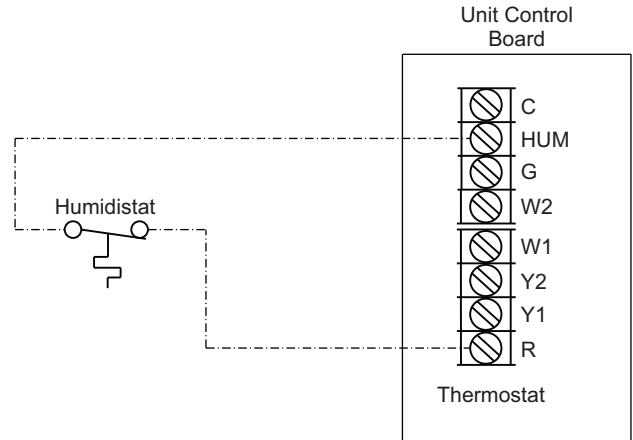 Unit Control
Board
C
HUM
G
Humidistat
W2
W1
Y2
Y1
R
Thermostat